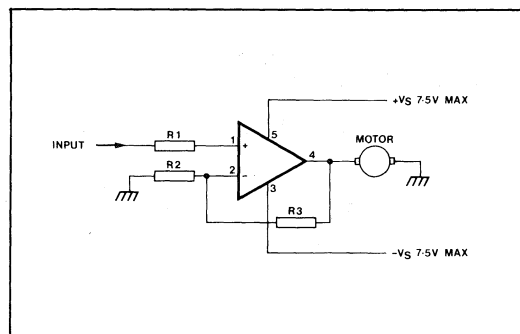 +VS 7·5V MAX
MOTOR
R1
5
INPUT
1
+
4
R2
2
-
3
R3
-VS 7·5V MAX